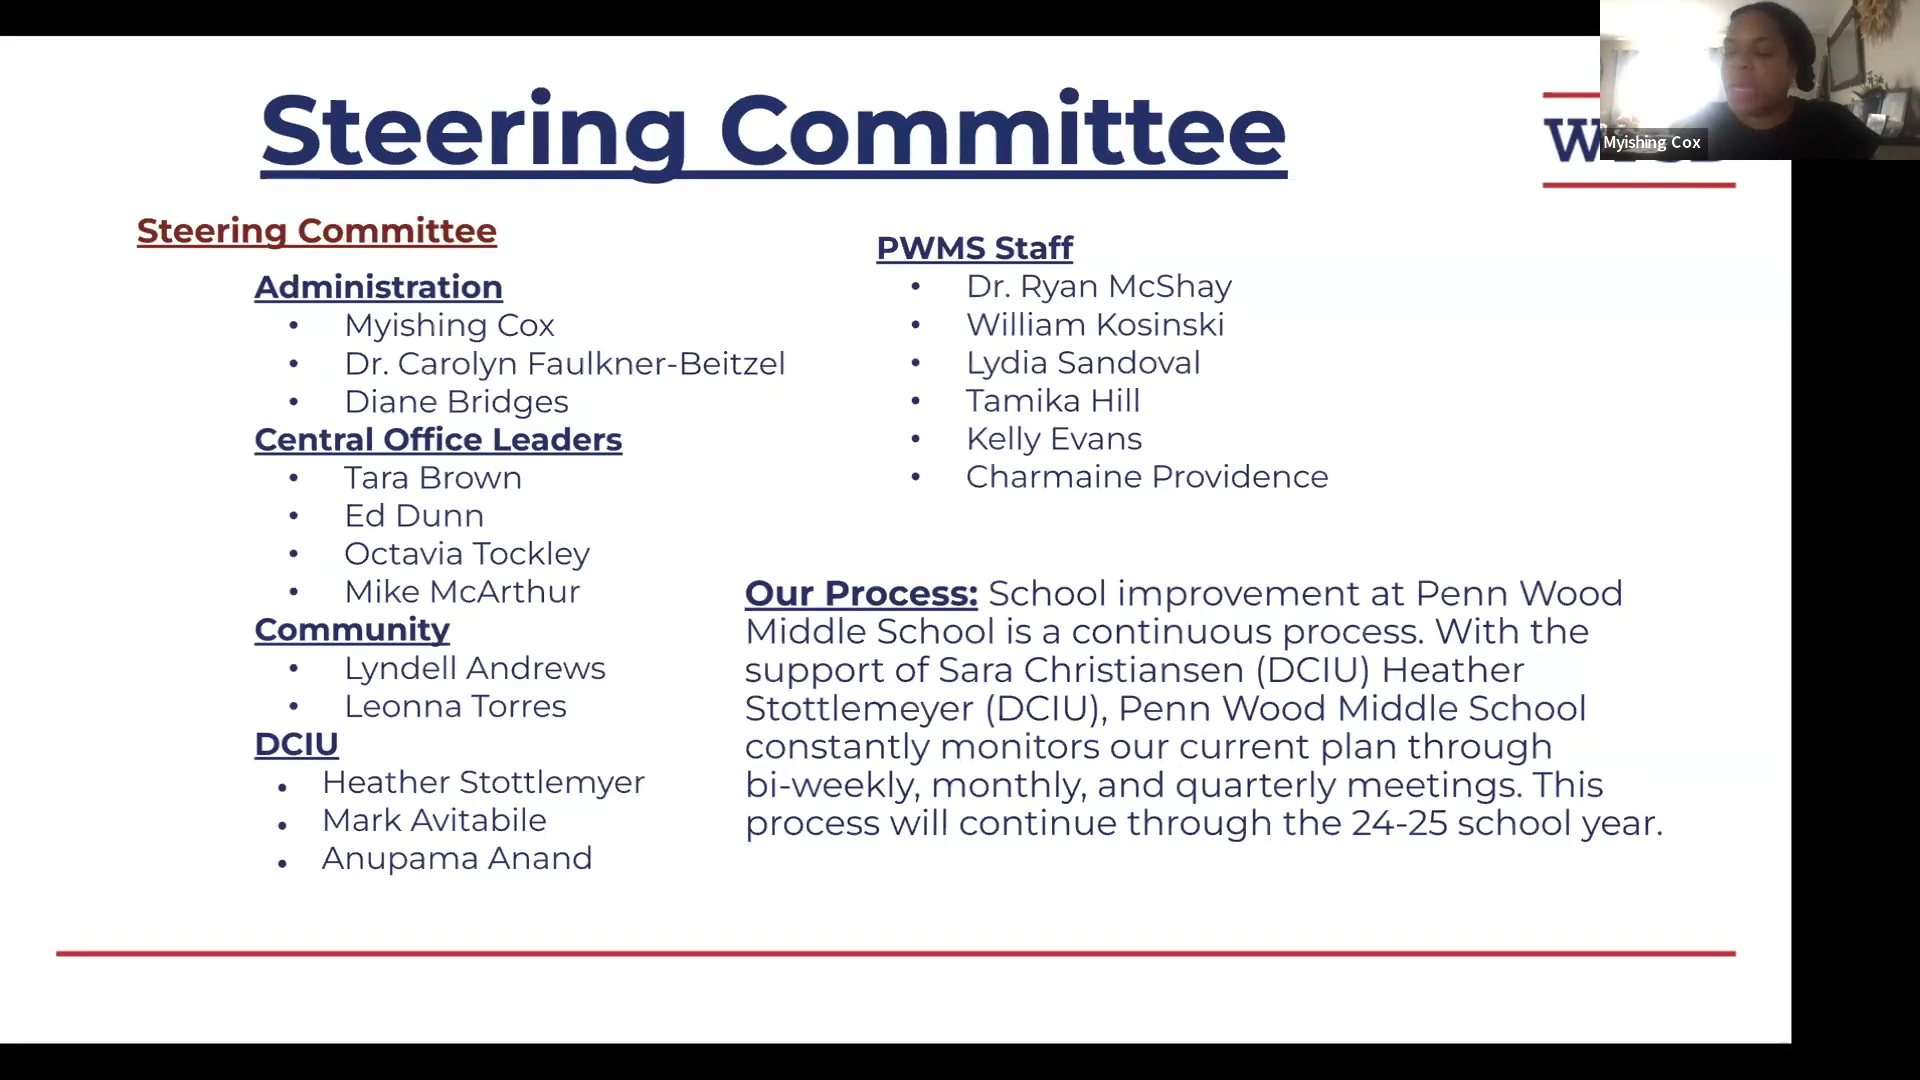 Steering Committee
Myishing Cox
Steering Committee
Administration
• Myishing Cox
• Dr. Carolyn Faulkner-Beitzel
• Diane Bridges
Central Office Leaders
• Tara Brown
• Ed Dunn
• Octavia Tockley
• Mike McArthur
Community
• Lyndell Andrews
• Leonna Torres
DCIU
• Heather Stottlemyer
• Mark Avitabile
• Anupama Anand
PWMS Staff
• Dr. Ryan McShay
• William Kosinski
• Lydia Sandoval
• Tamika Hill
• Kelly Evans
• Charmaine Providence
Our Process: School improvement at Penn Wood
Middle School is a continuous process. With the
support of Sara Christiansen (DCIU) Heather
Stottlemeyer (DCIU), Penn Wood Middle School
constantly monitors our current plan through
bi-weekly, monthly, and quarterly meetings. This
process will continue through the 24-25 school year.